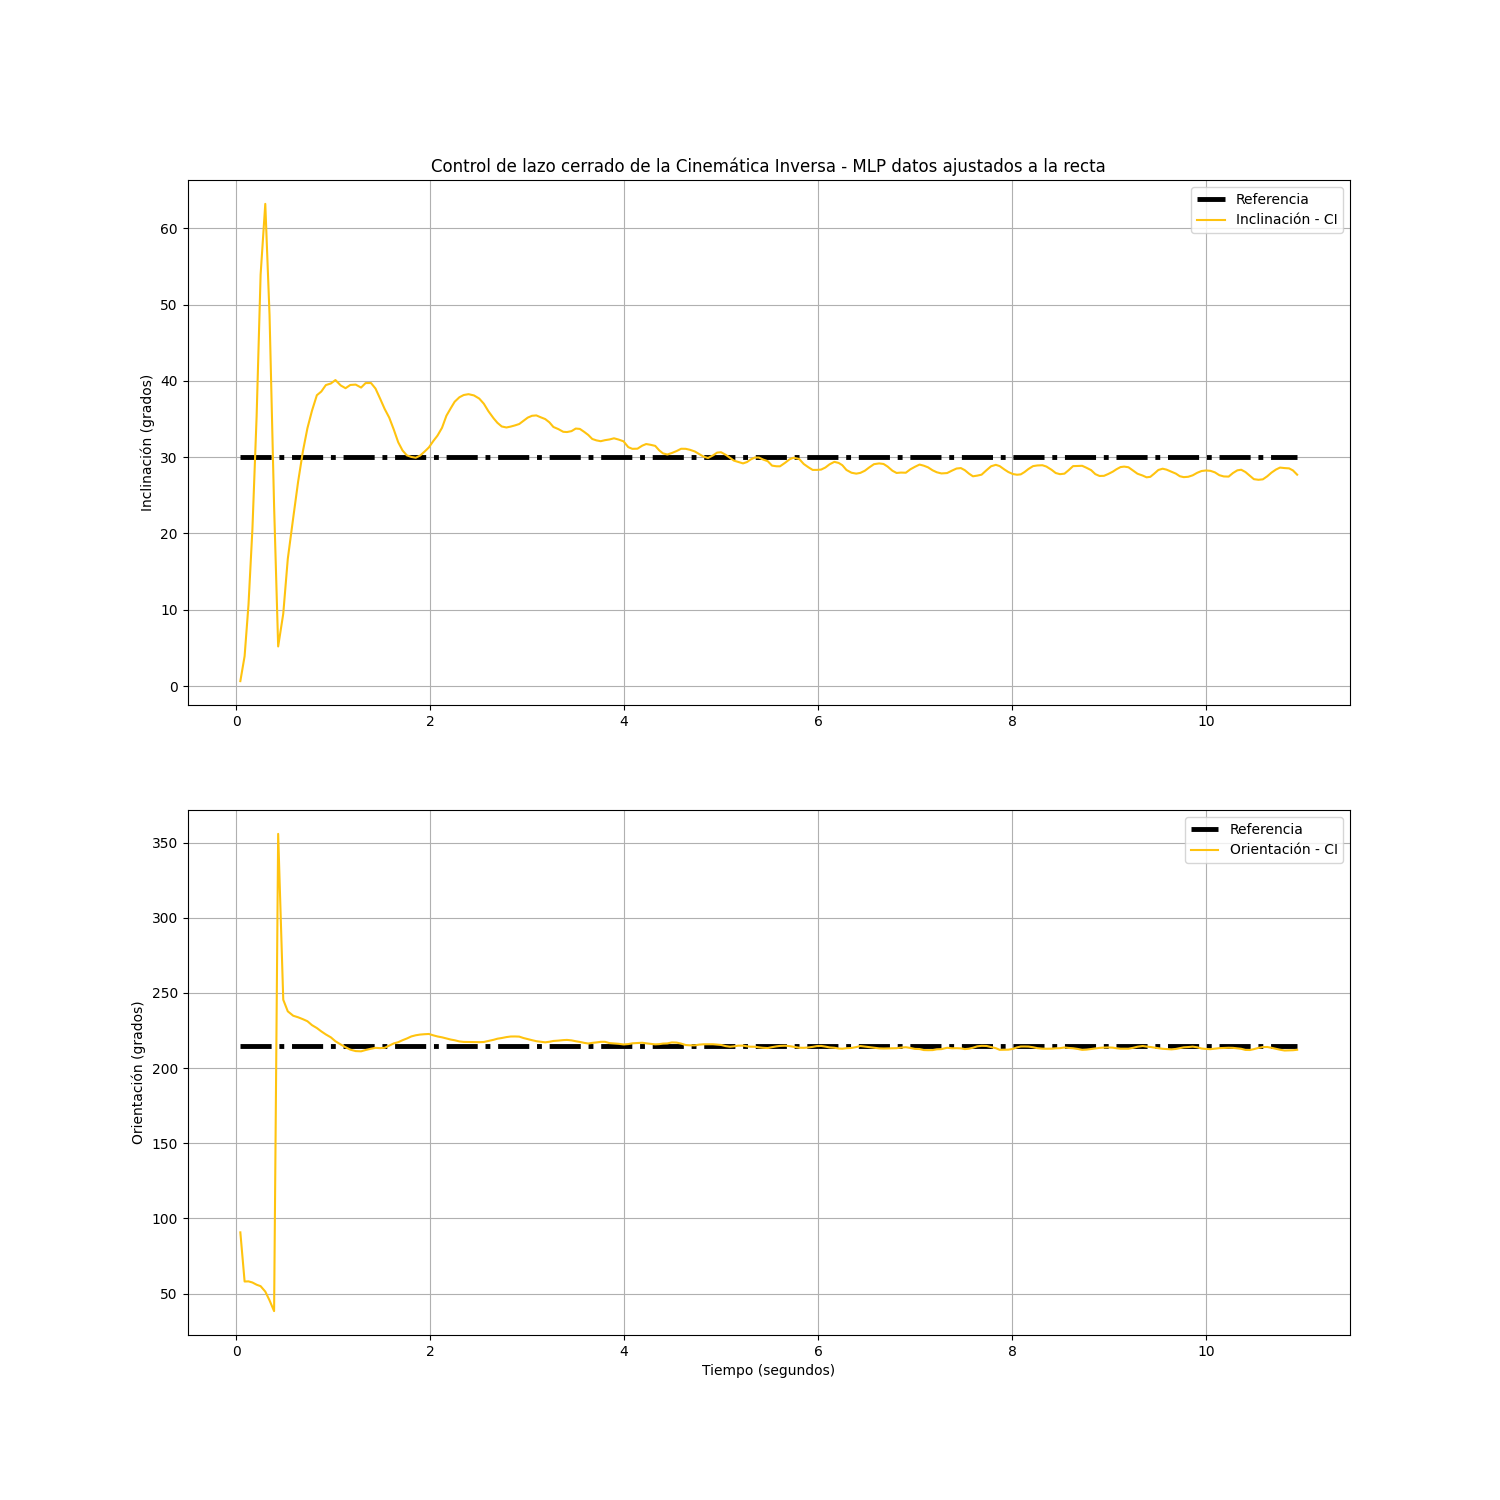 Control de lazo cerrado de la Cinemática Inversa - MLP datos ajustados a la recta
Referencia
Inclinación - CI
Inclinación (grados)
60
50
40
30
20
10
0
0 2 4 6 8 10
Referencia
Orientación - CI
Orientación (grados)
350
300
250
200
150
100
50
0 2 4 6 8 10
Tiempo (segundos)